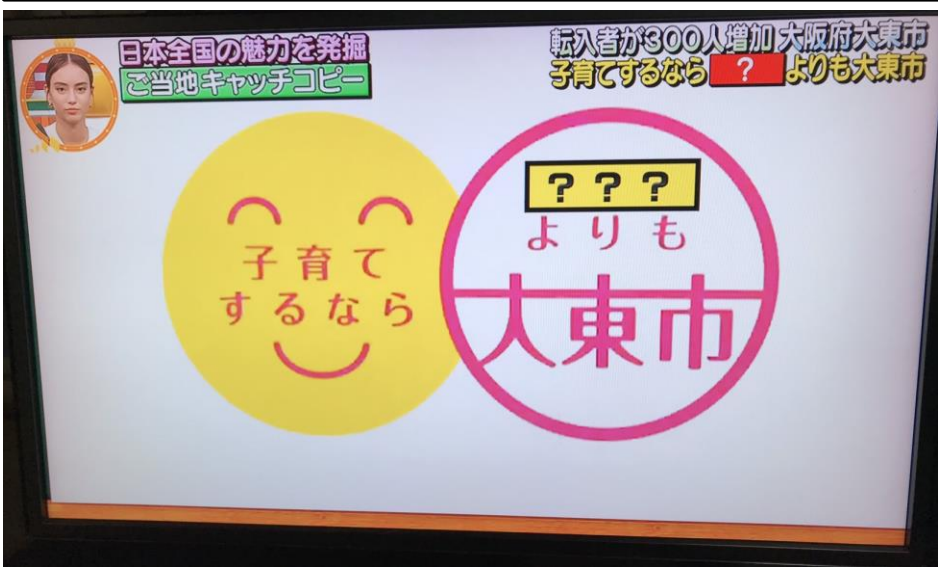 日本全国の魅力を発掘
ご当地キャッチコピー
転入者が300人増加 大阪府大東市
子育てするなら ? よりも大東市
子育て
するなら
???
よりも
大東市